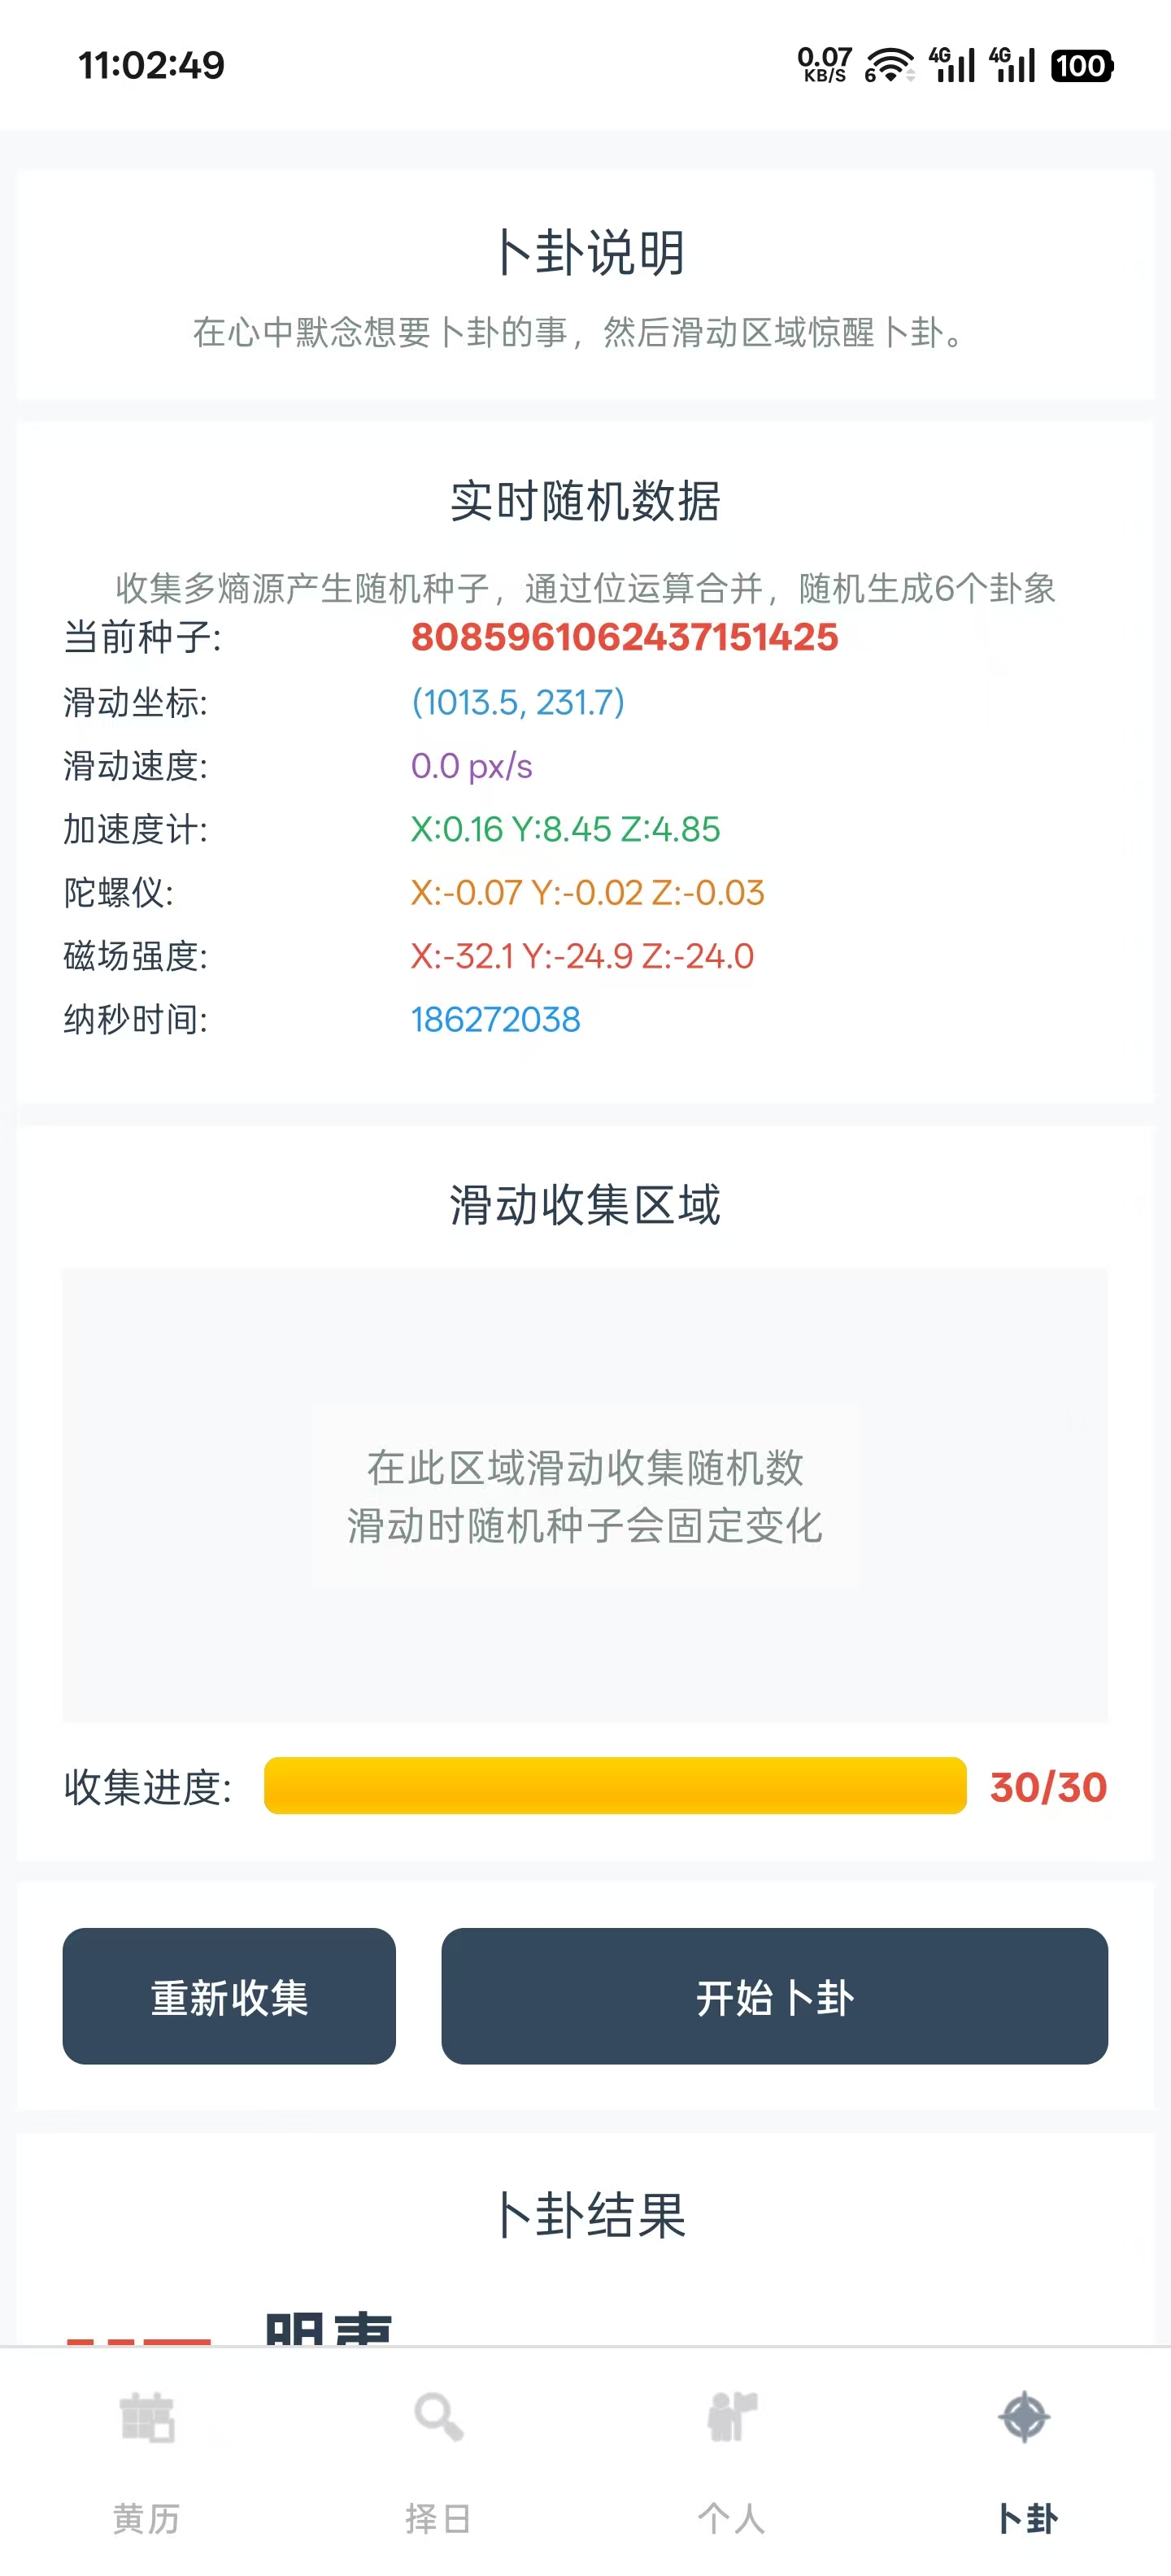 11:02:49
0.07
KB/S
6
4G
4G
100
卜卦说明
在心中默念想要卜卦的事，然后滑动区域惊醒卜卦。
实时随机数据
收集多熵源产生随机种子，通过位运算合并，随机生成6个卦象
当前种子: 8085961062437151425
滑动坐标: (1013.5, 231.7)
滑动速度: 0.0 px/s
加速度计: X:0.16 Y:8.45 Z:4.85
陀螺仪: X:-0.07 Y:-0.02 Z:-0.03
磁场强度: X:-32.1 Y:-24.9 Z:-24.0
纳秒时间: 186272038
滑动收集区域
在此区域滑动收集随机数
滑动时随机种子会固定变化
收集进度: 30/30
重新收集 开始卜卦
卜卦结果
黄历 择日 个人 卜卦